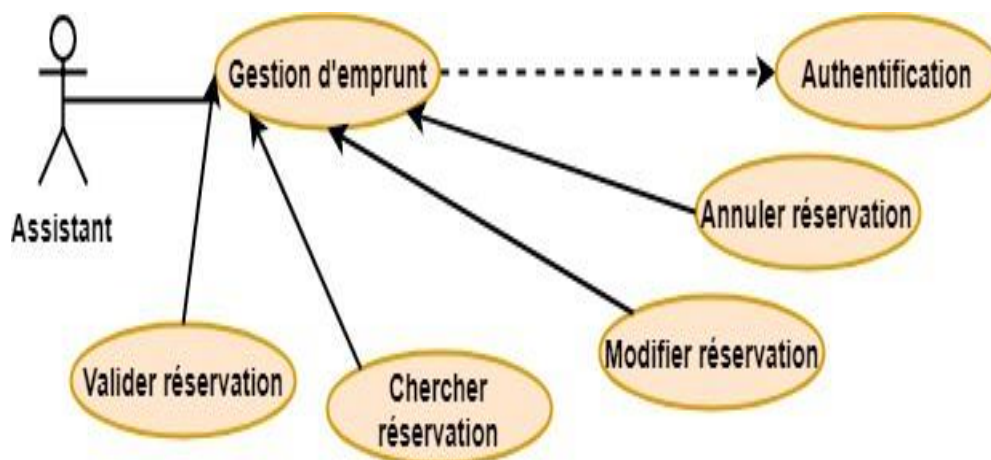 Gestion d'emprunt
Authentification
Assistant
Annuler réservation
Modifier réservation
Valider réservation
Chercher
réservation